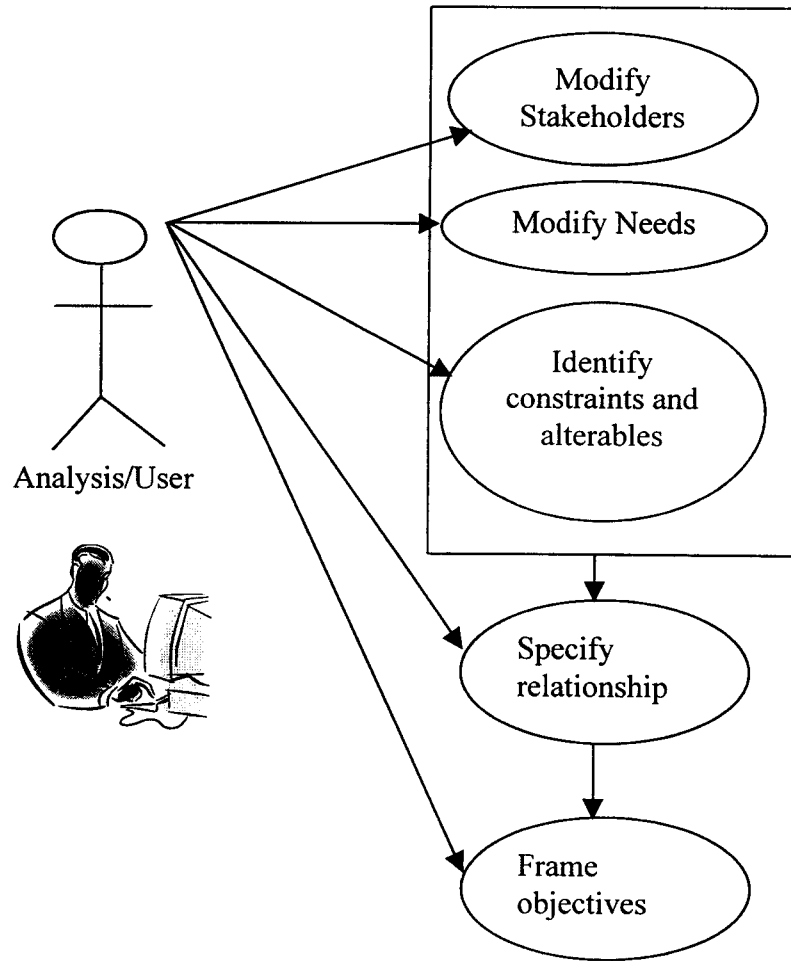 Modify
Stakeholders
Modify Needs
Identify
constraints and
alterables
Analysis/User
Specify
relationship
Frame
objectives